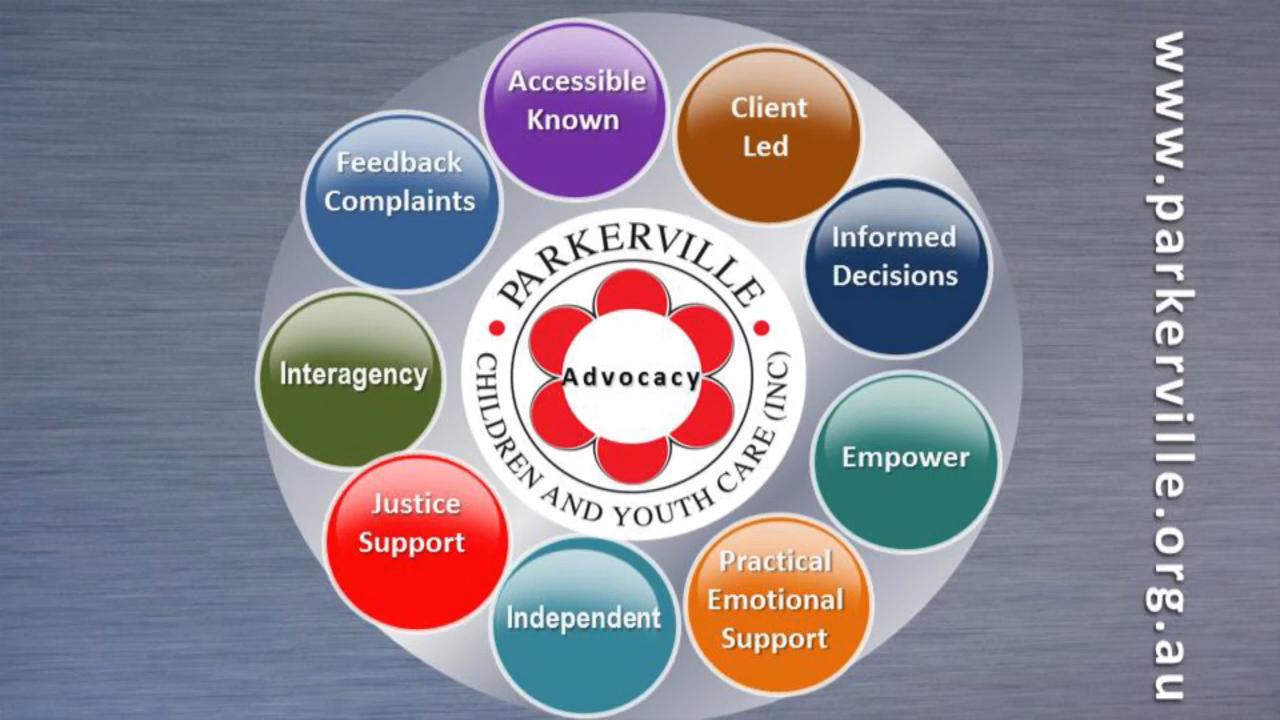 Accessible
Known
Client
Led
Informed
Decisions
Empower
Practical
Emotional
Support
Independent
Justice
Support
Interagency
Feedback
Complaints
PARKERVILLE
CHILDREN AND YOUTH CARE (INC)
Advocacy
www.parkerville.org.au